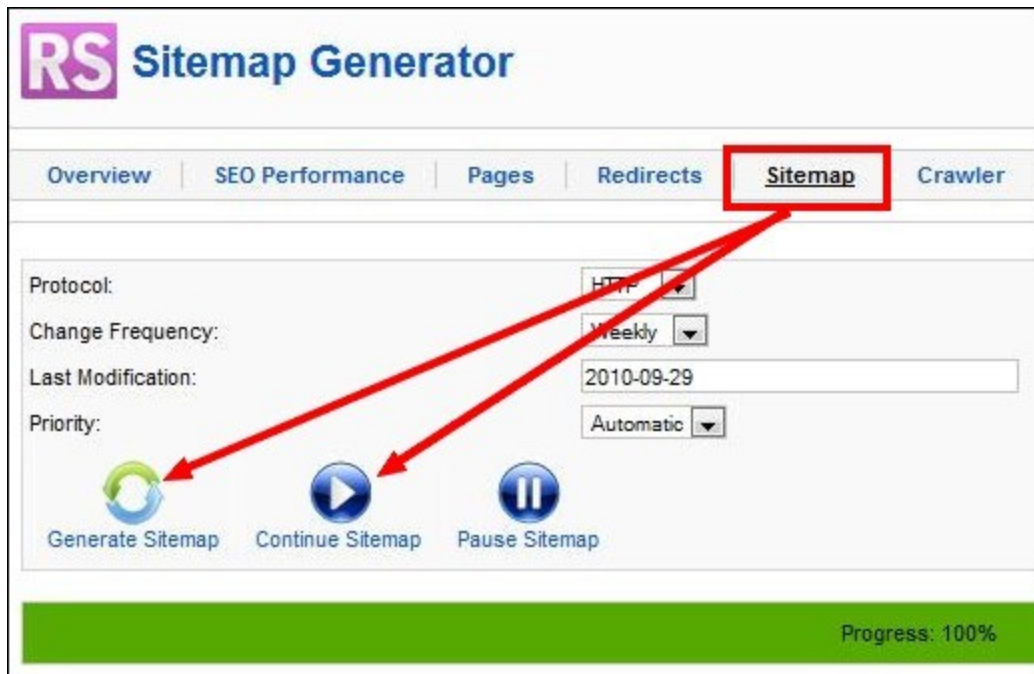 RS Sitemap Generator
Overview SEO Performance Pages Redirects Sitemap Crawler
Protocol: HTTP
Change Frequency: Weekly
Last Modification: 2010-09-29
Priority: Automatic
Generate Sitemap Continue Sitemap Pause Sitemap
Progress: 100%